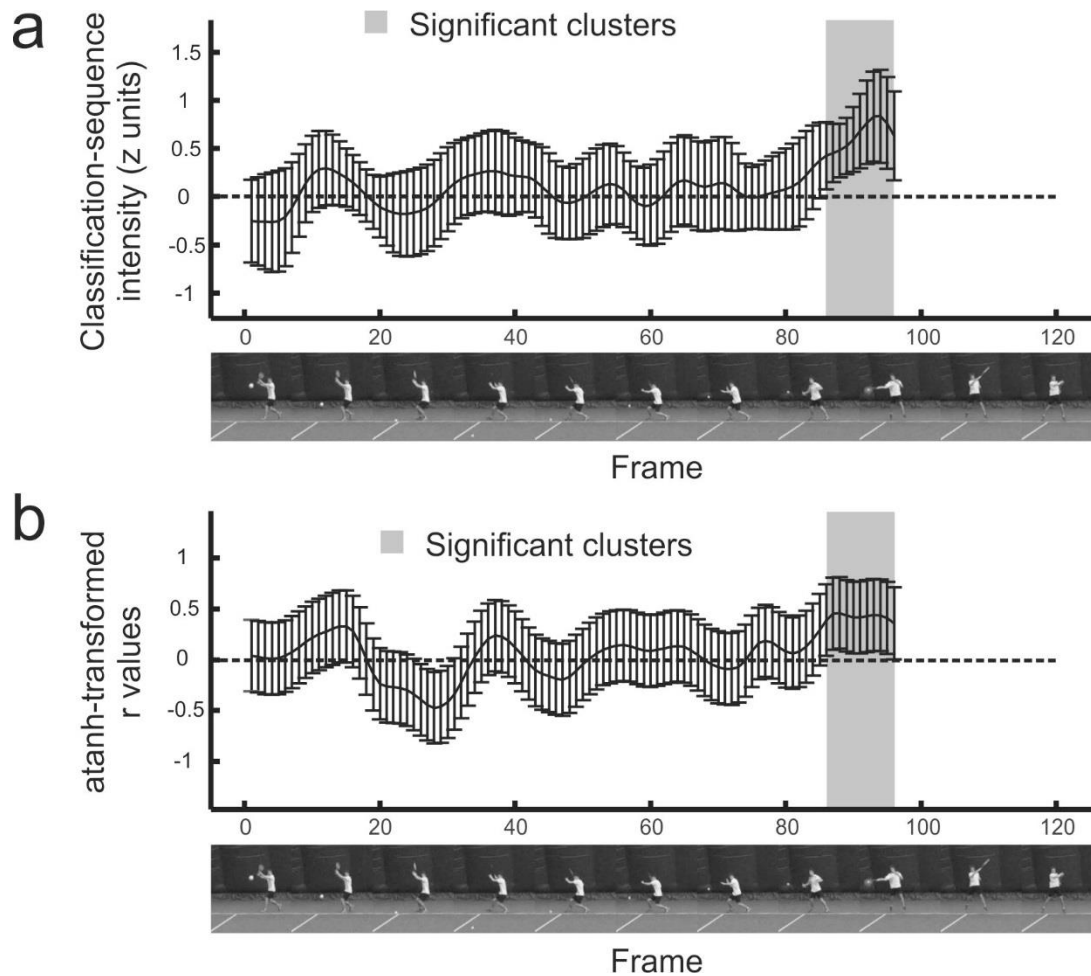 a
Significant clusters
Classification-sequence
intensity (z units)
1.5
1
0.5
0
-0.5
-1
0 20 40 60 80 100 120
Frame
b
Significant clusters
atanh-transformed
r values
1
0.5
0
-0.5
-1
0 20 40 60 80 100 120
Frame